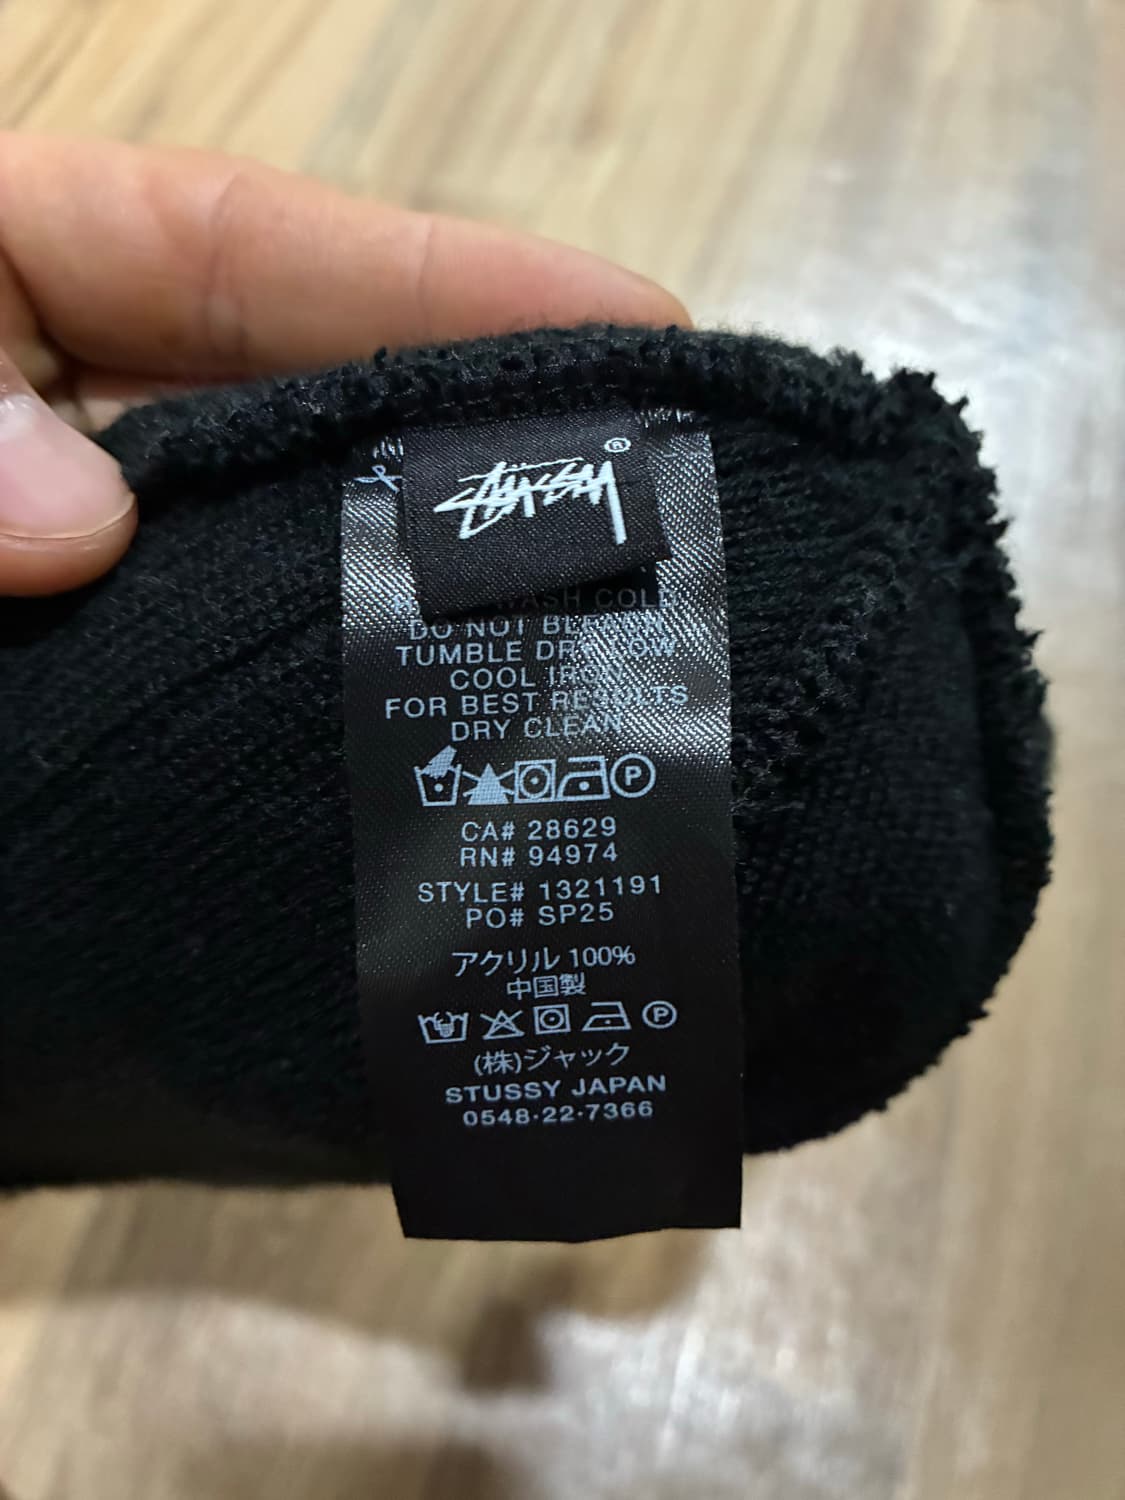 STÜSSY®
WASH COLD
DO NOT BLEACH
TUMBLE DRY LOW
COOL IRON
FOR BEST RESULTS
DRY CLEAN
P
CA# 28629
RN# 94974
STYLE# 1321191
PO# SP25
アクリル 100%
中国製
P
(株)ジャック
STUSSY JAPAN
0548·22·7366